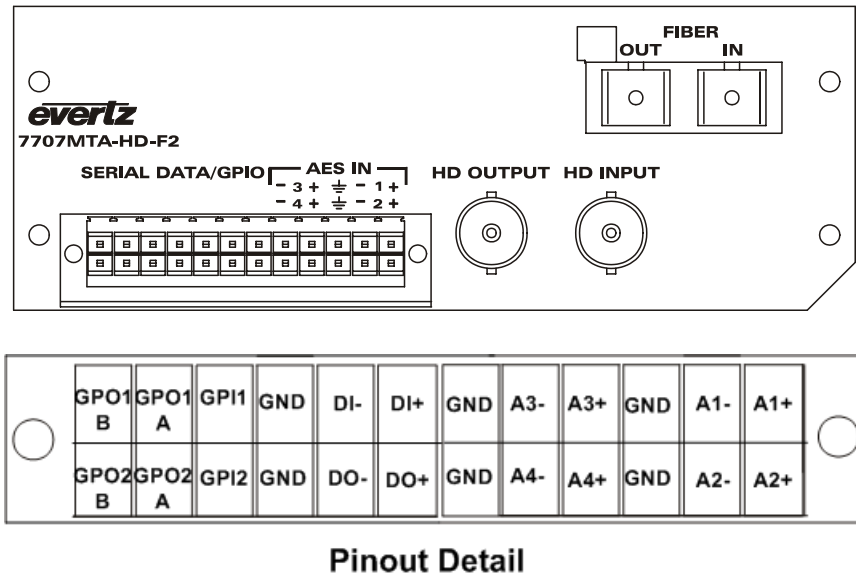 FIBER
OUT IN
evertz
7707MTA-HD-F2
SERIAL DATA/GPIO AES IN HD OUTPUT HD INPUT
- 3 + ⏚ - 1 +
- 4 + ⏚ - 2 +
GPO1 B GPO1 A GPI1 GND DI- DI+ GND A3- A3+ GND A1- A1+
GPO2 B GPO2 A GPI2 GND DO- DO+ GND A4- A4+ GND A2- A2+
Pinout Detail